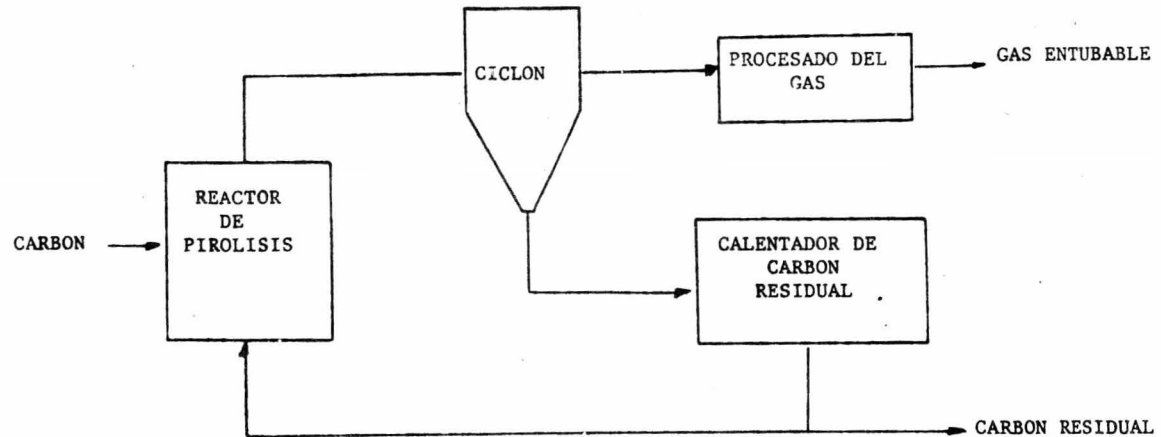 CICLON
PROCESADO DEL
GAS
GAS ENTUBABLE
REACTOR
DE
PIROLISIS
CARBON
CALENTADOR DE
CARBON
RESIDUAL
CARBON RESIDUAL